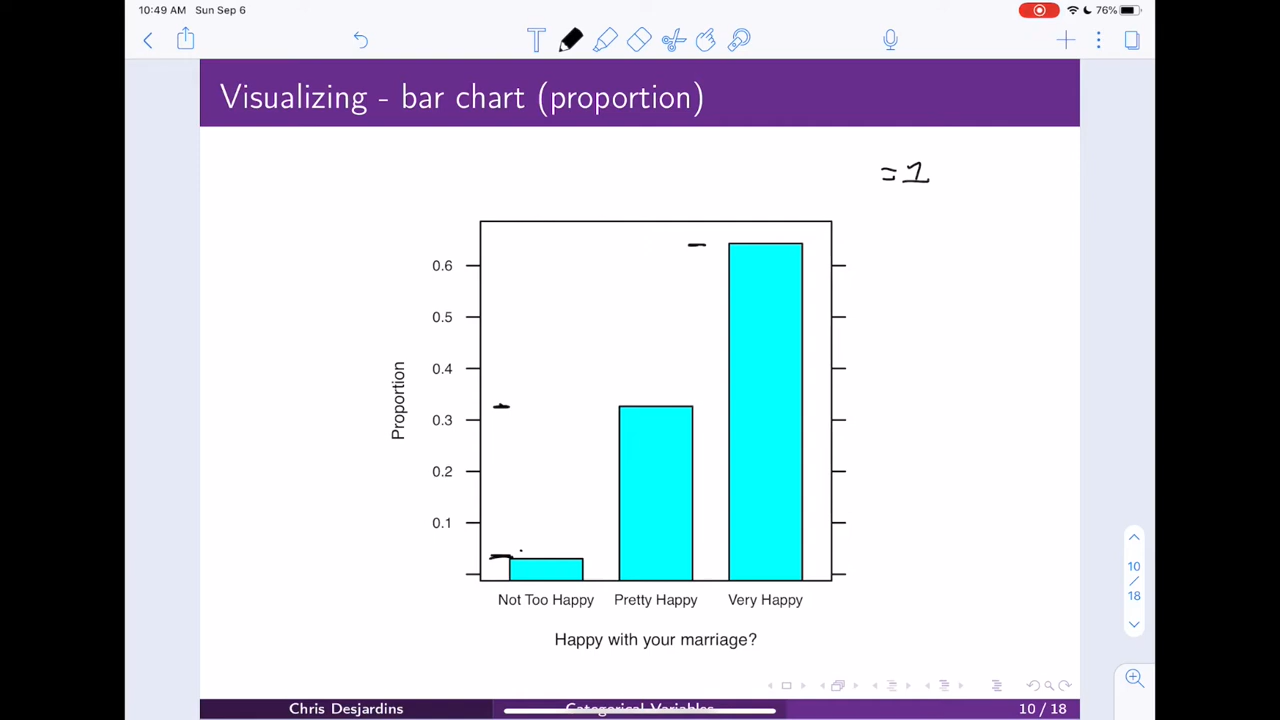 10:49 AM Sun Sep 6
76%
T
Visualizing - bar chart (proportion)
=1
0.6
0.5
0.4
0.3
0.2
0.1
Proportion
Not Too Happy Pretty Happy Very Happy
Happy with your marriage?
10
/
18
Chris Desjardins Categorical Variables 10 / 18